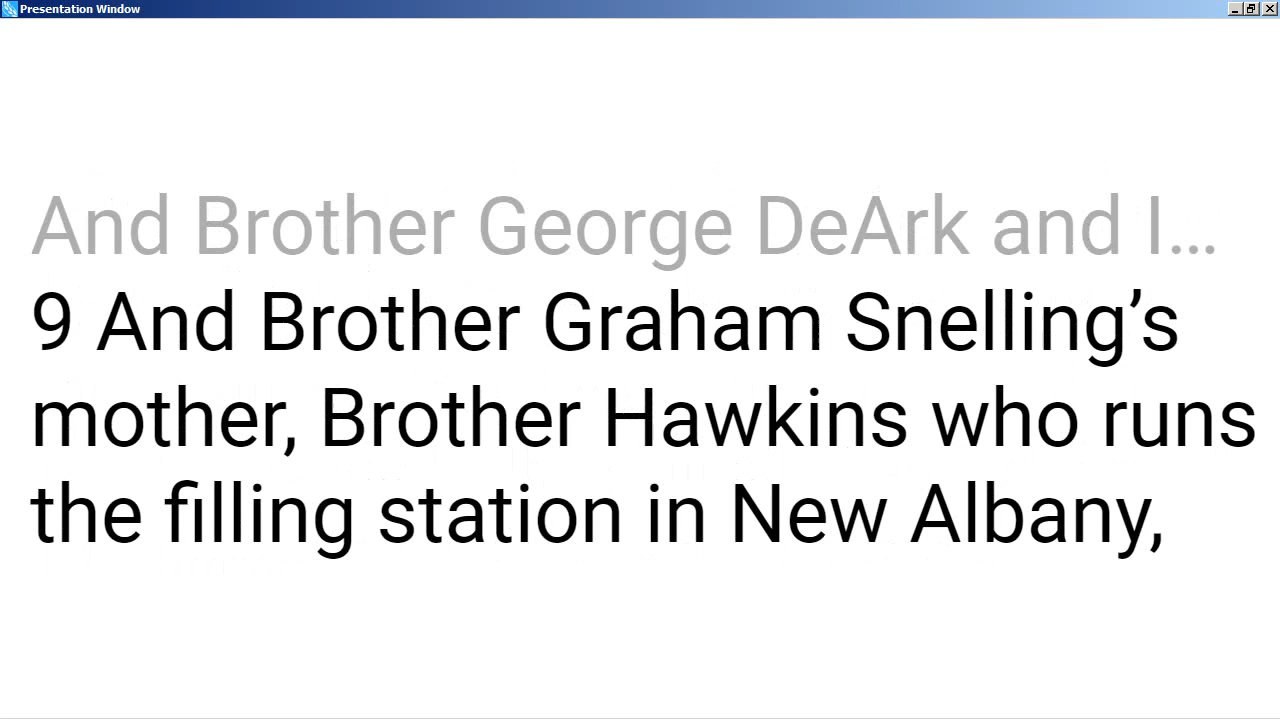 Presentation Window
And Brother George DeArk and I…
9 And Brother Graham Snelling’s
mother, Brother Hawkins who runs
the filling station in New Albany,